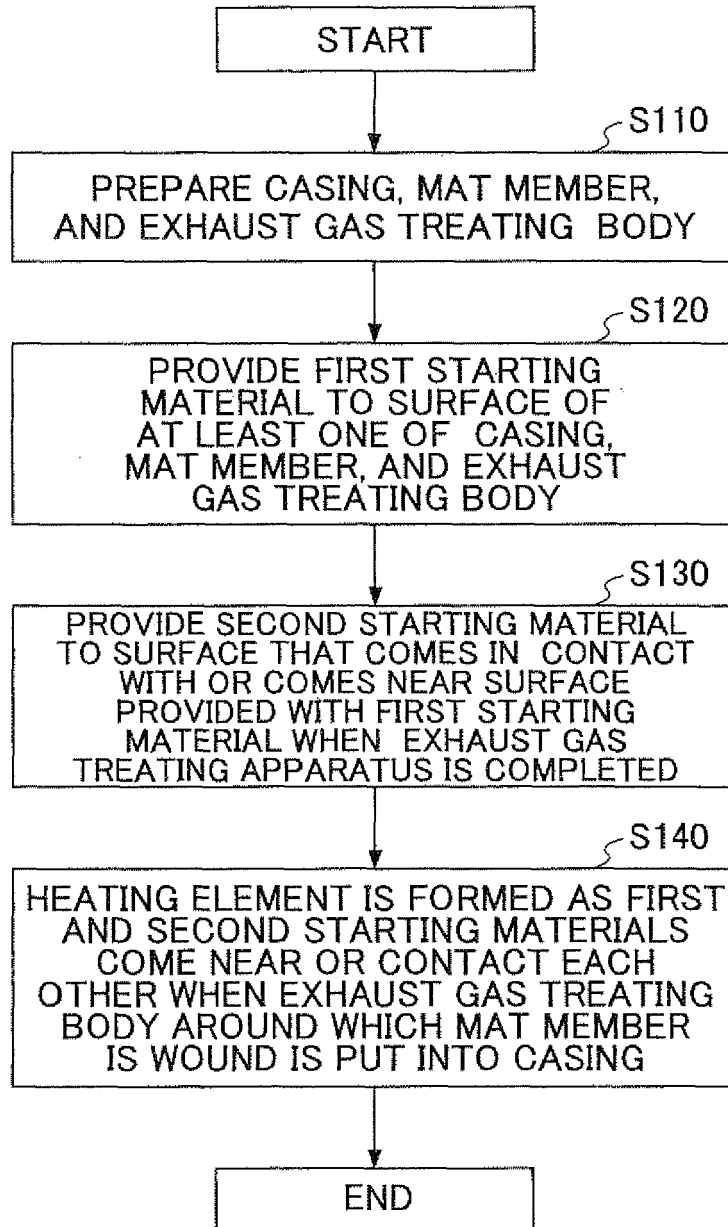 START
S110
PREPARE CASING, MAT MEMBER,
AND EXHAUST GAS TREATING BODY
S120
PROVIDE FIRST STARTING
MATERIAL TO SURFACE OF
AT LEAST ONE OF CASING,
MAT MEMBER, AND EXHAUST
GAS TREATING BODY
S130
PROVIDE SECOND STARTING MATERIAL
TO SURFACE THAT COMES IN CONTACT
WITH OR COMES NEAR SURFACE
PROVIDED WITH FIRST STARTING
MATERIAL WHEN EXHAUST GAS
TREATING APPARATUS IS COMPLETED
S140
HEATING ELEMENT IS FORMED AS FIRST
AND SECOND STARTING MATERIALS
COME NEAR OR CONTACT EACH
OTHER WHEN EXHAUST GAS TREATING
BODY AROUND WHICH MAT MEMBER
IS WOUND IS PUT INTO CASING
END